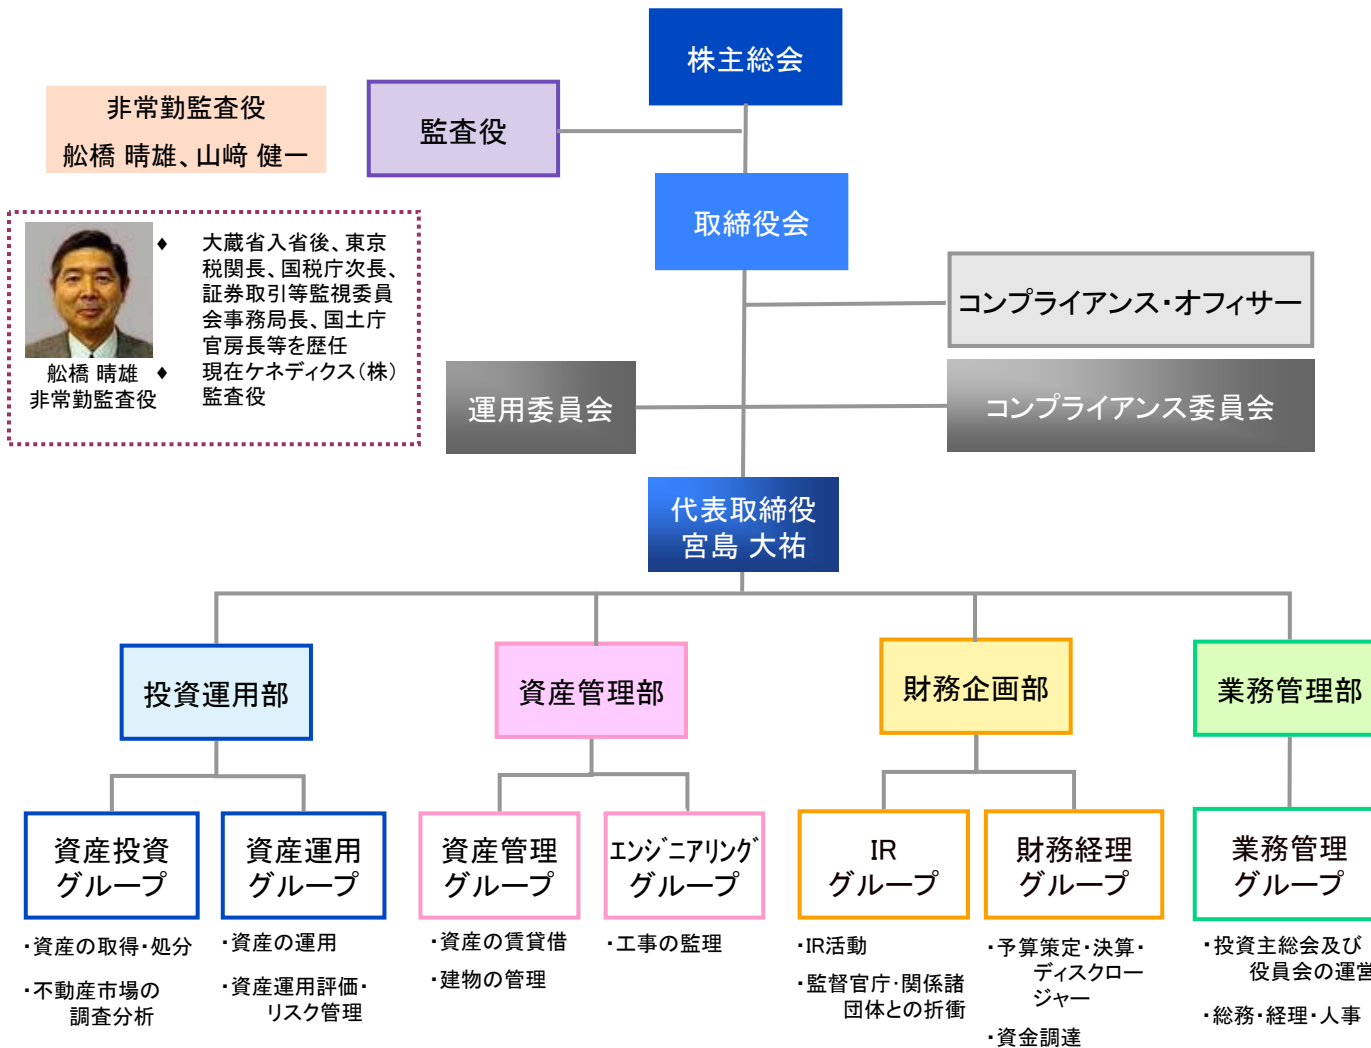 株主総会
非常勤監査役
舩橋 晴雄、山﨑 健一
監査役
取締役会
♦ 大蔵省入省後、東京
税関長、国税庁次長、
証券取引等監視委員
会事務局長、国土庁
官房長等を歴任
♦ 現在ケネディクス(株)
監査役
舩橋 晴雄
非常勤監査役
コンプライアンス・オフィサー
運用委員会
コンプライアンス委員会
代表取締役
宮島 大祐
投資運用部
資産管理部
財務企画部
業務管理部
資産投資
グループ
資産運用
グループ
資産管理
グループ
エンジニアリング
グループ
IR
グループ
財務経理
グループ
業務管理
グループ
・資産の取得・処分
・不動産市場の
調査分析
・資産の運用
・資産運用評価・
リスク管理
・資産の賃貸借
・建物の管理
・工事の監理
・IR活動
・監督官庁・関係諸
団体との折衝
・予算策定・決算・
ディスクロー
ジャー
・資金調達
・投資主総会及び
役員会の運営
・総務・経理・人事